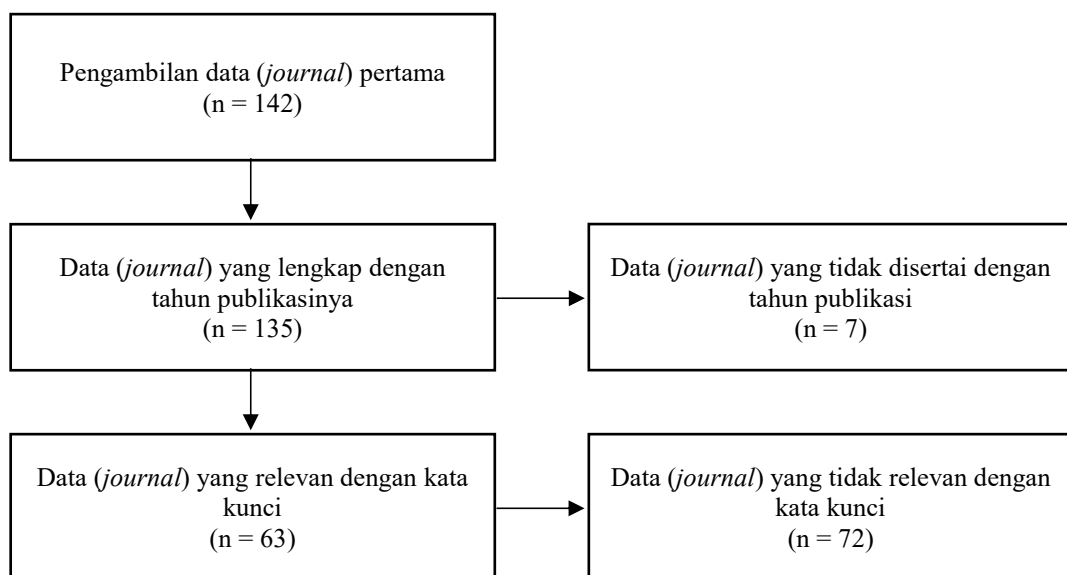 Pengambilan data (journal) pertama
(n = 142)
Data (journal) yang lengkap dengan
tahun publikasinya
(n = 135)
Data (journal) yang tidak disertai dengan
tahun publikasi
(n = 7)
Data (journal) yang relevan dengan kata
kunci
(n = 63)
Data (journal) yang tidak relevan dengan
kata kunci
(n = 72)